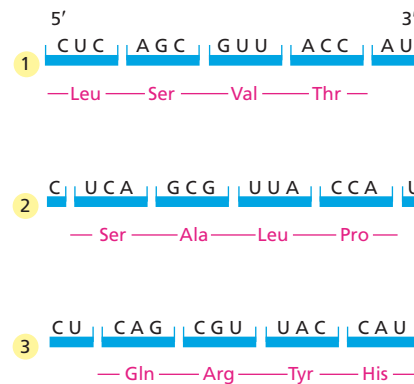 5′ 3′
1 CUC AGC GUU ACC AU
Leu Ser Val Thr
2 C UCA GCG UUA CCA
Ser Ala Leu Pro
3 CU CAG CGU UAC CAU
Gln Arg Tyr His